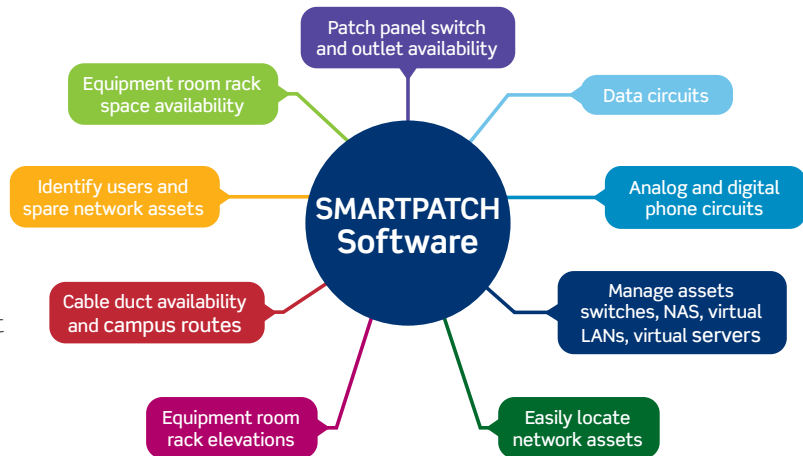 Patch panel switch
and outlet availability
Equipment room rack
space availability
Data circuits
Identify users and
spare network assets
SMARTPATCH
Software
Analog and digital
phone circuits
Cable duct availability
and campus routes
Manage assets
switches, NAS, virtual
LANs, virtual servers
Equipment room
rack elevations
Easily locate
network assets